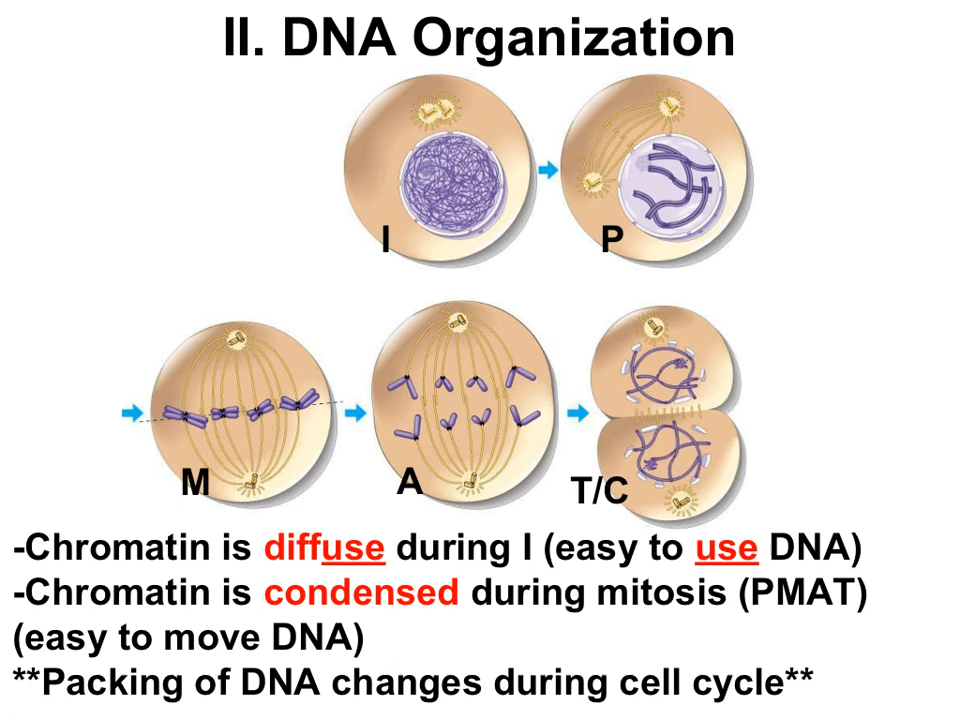 II. DNA Organization
I
P
M
A
T/C
-Chromatin is diffuse during I (easy to use DNA)
-Chromatin is condensed during mitosis (PMAT)
(easy to move DNA)
**Packing of DNA changes during cell cycle**